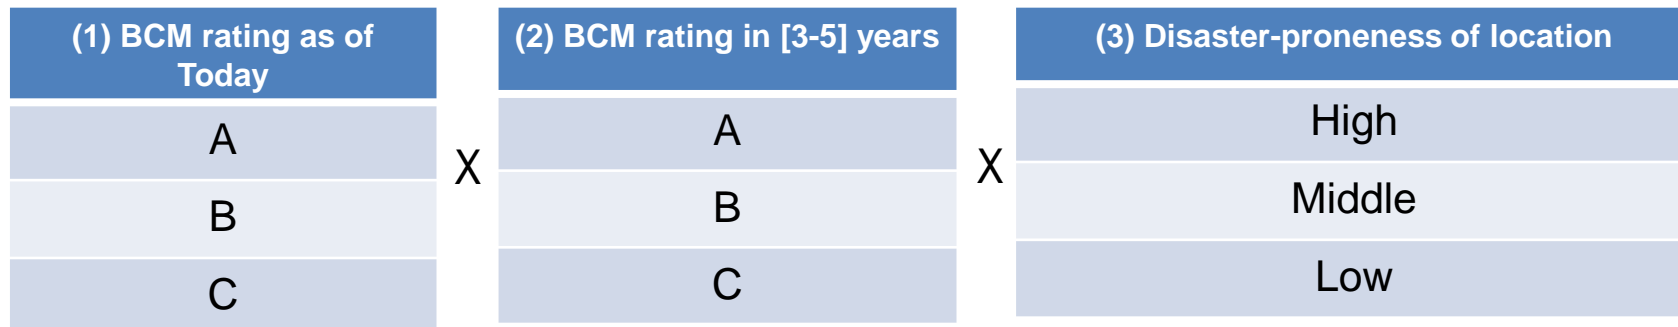 (1) BCM rating as of
Today
A
B
C
X
(2) BCM rating in [3-5] years
A
B
C
X
(3) Disaster-proneness of location
High
Middle
Low